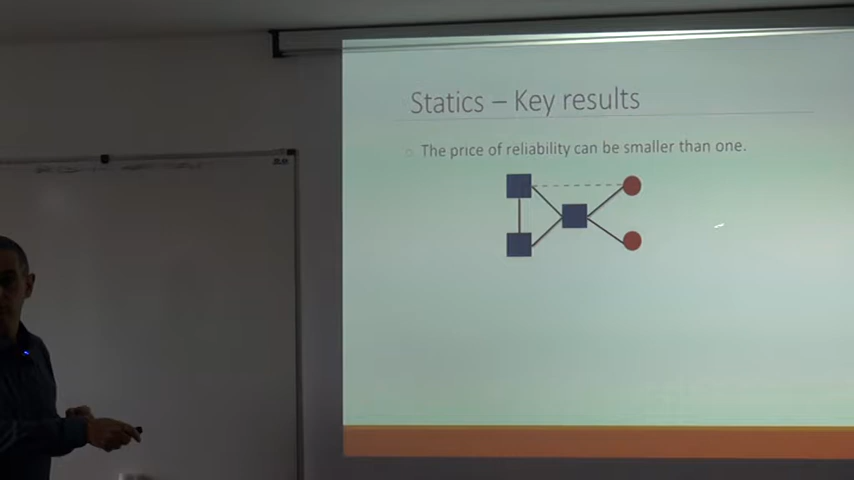 Statics – Key results
The price of reliability can be smaller than one.